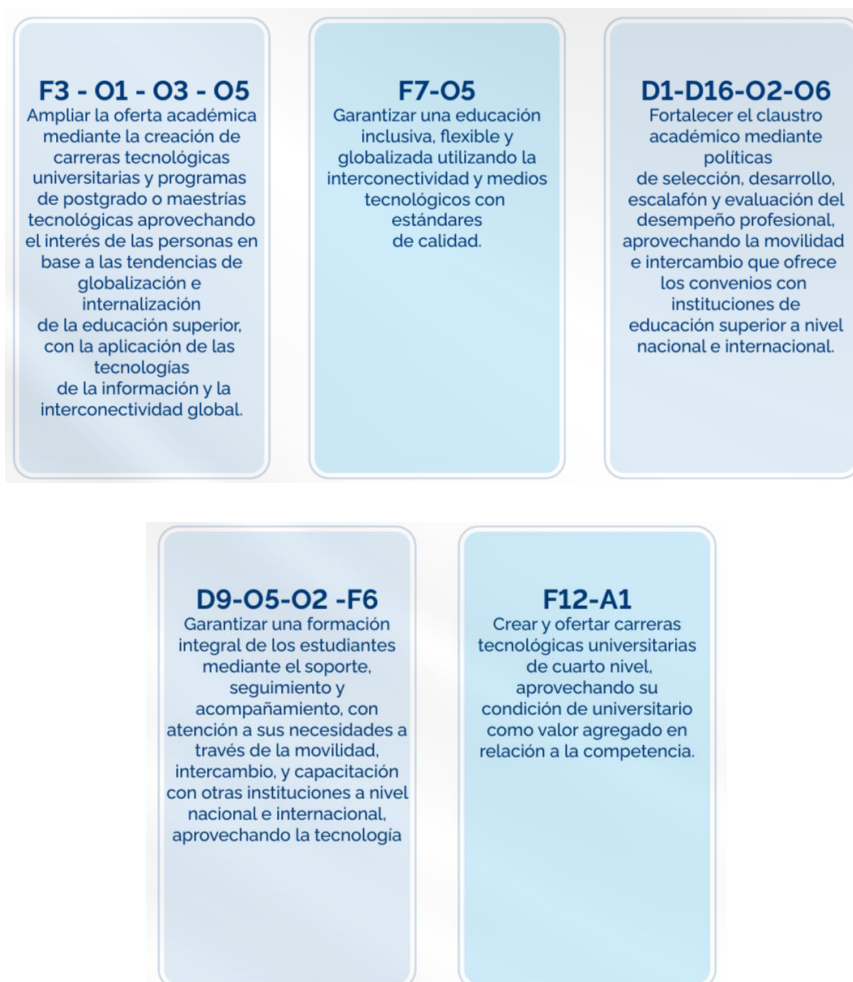 F3 - O1 - O3 - O5
Ampliar la oferta académica
mediante la creación de
carreras tecnológicas
universitarias y programas
de postgrado o maestrías
tecnológicas aprovechando
el interés de las personas en
base a las tendencias de
globalización e
internalización
de la educación superior,
con la aplicación de las
tecnologías
de la información y la
interconectividad global.
F7-O5
Garantizar una educación
inclusiva, flexible y
globalizada utilizando la
interconectividad y medios
tecnológicos con
estándares
de calidad.
D1-D16-O2-O6
Fortalecer el claustro
académico mediante
políticas
de selección, desarrollo,
escalafón y evaluación del
desempeño profesional,
aprovechando la movilidad
e intercambio que ofrece
los convenios con
instituciones de
educación superior a nivel
nacional e internacional.
D9-O5-O2 -F6
Garantizar una formación
integral de los estudiantes
mediante el soporte,
seguimiento y
acompañamiento, con
atención a sus necesidades a
través de la movilidad,
intercambio, y capacitación
con otras instituciones a nivel
nacional e internacional,
aprovechando la tecnología
F12-A1
Crear y ofertar carreras
tecnológicas universitarias
de cuarto nivel,
aprovechando su
condición de universitario
como valor agregado en
relación a la competencia.